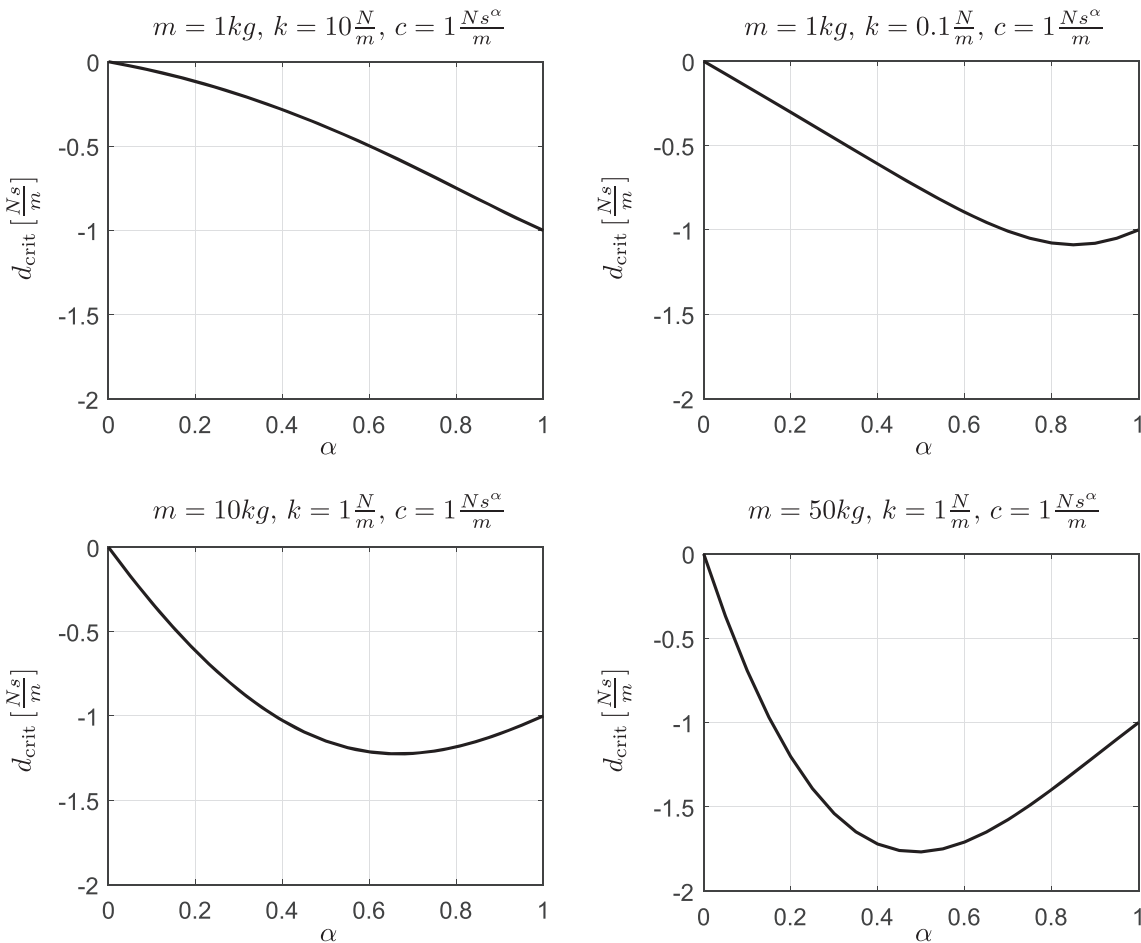 m = 1kg, k = 10 N/m, c = 1 Ns^α/m
0
-0.5
-1
-1.5
-2
d_crit [Ns/m]
0 0.2 0.4 0.6 0.8 1
α
m = 1kg, k = 0.1 N/m, c = 1 Ns^α/m
0
-0.5
-1
-1.5
-2
d_crit [Ns/m]
0 0.2 0.4 0.6 0.8 1
α
m = 10kg, k = 1 N/m, c = 1 Ns^α/m
0
-0.5
-1
-1.5
-2
d_crit [Ns/m]
0 0.2 0.4 0.6 0.8 1
α
m = 50kg, k = 1 N/m, c = 1 Ns^α/m
0
-0.5
-1
-1.5
-2
d_crit [Ns/m]
0 0.2 0.4 0.6 0.8 1
α